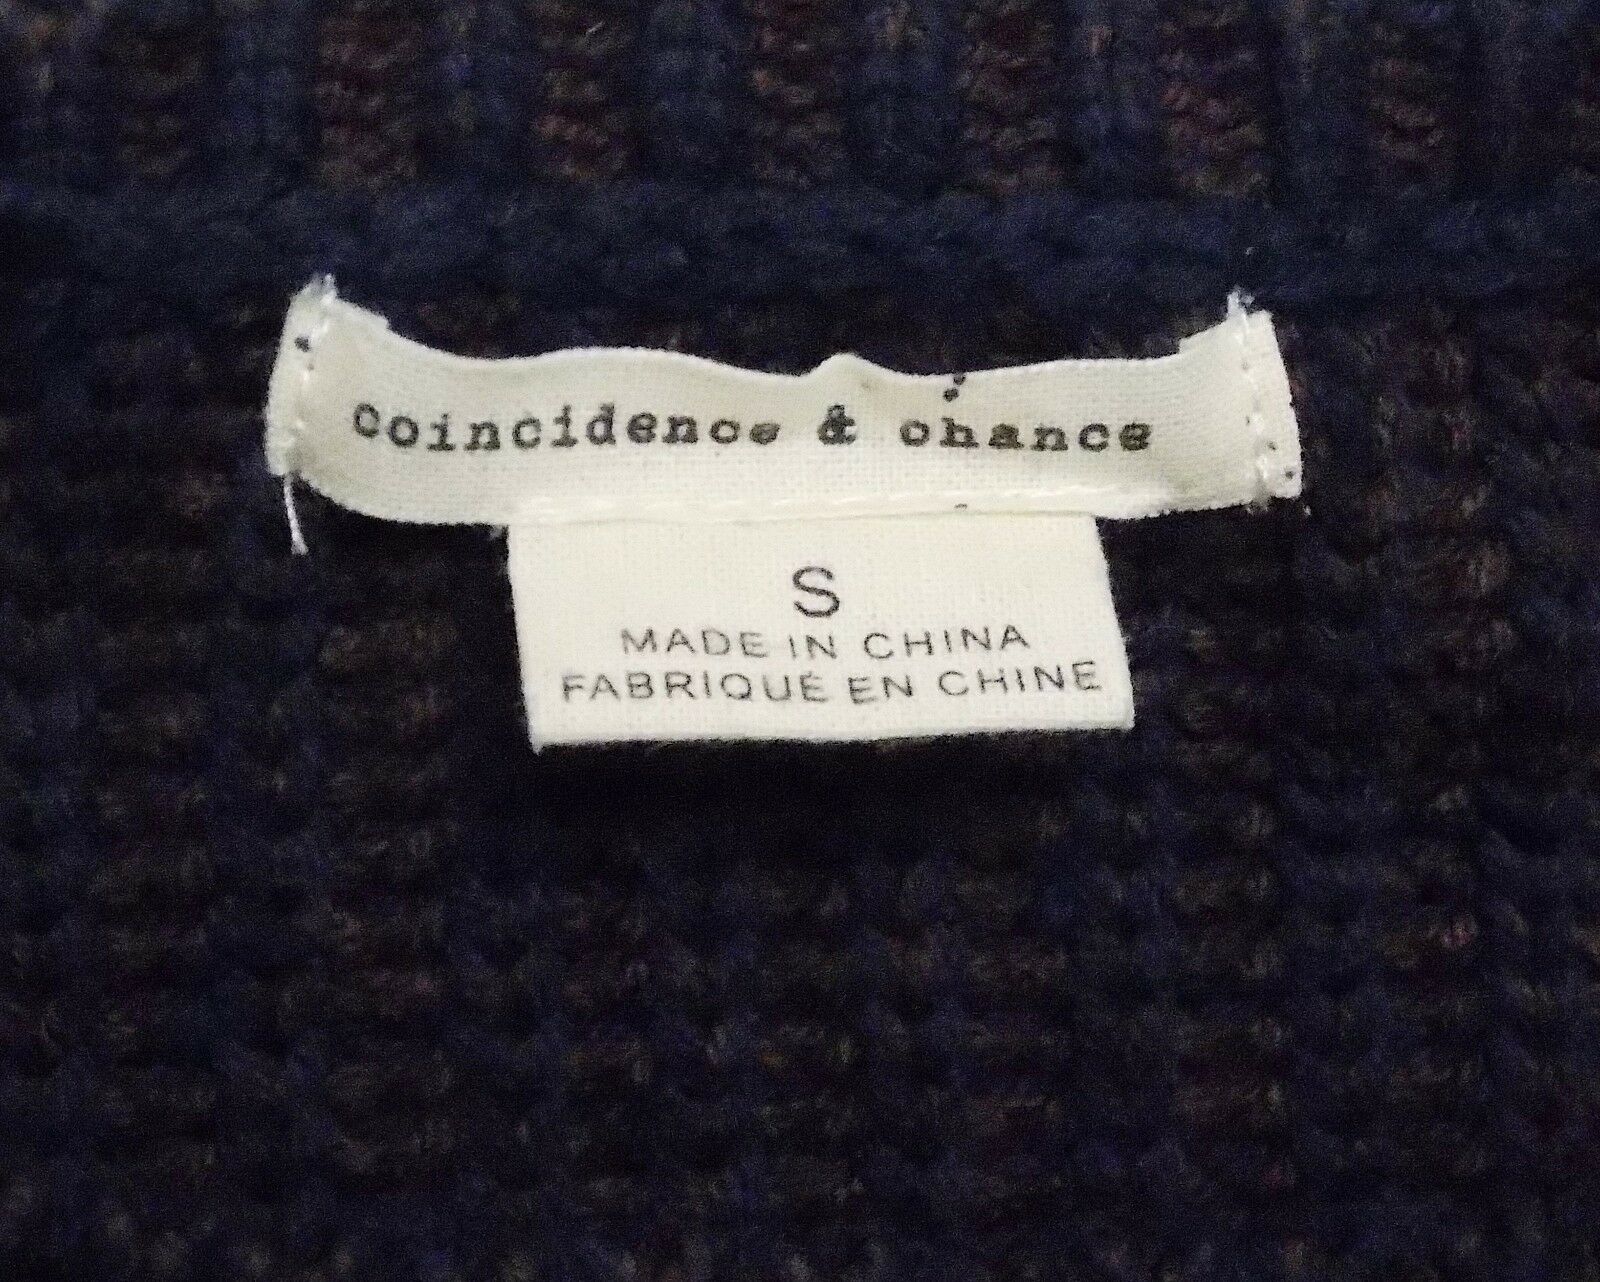 Coincidence & chance
S
MADE IN CHINA
FABRIQUÉ EN CHINE